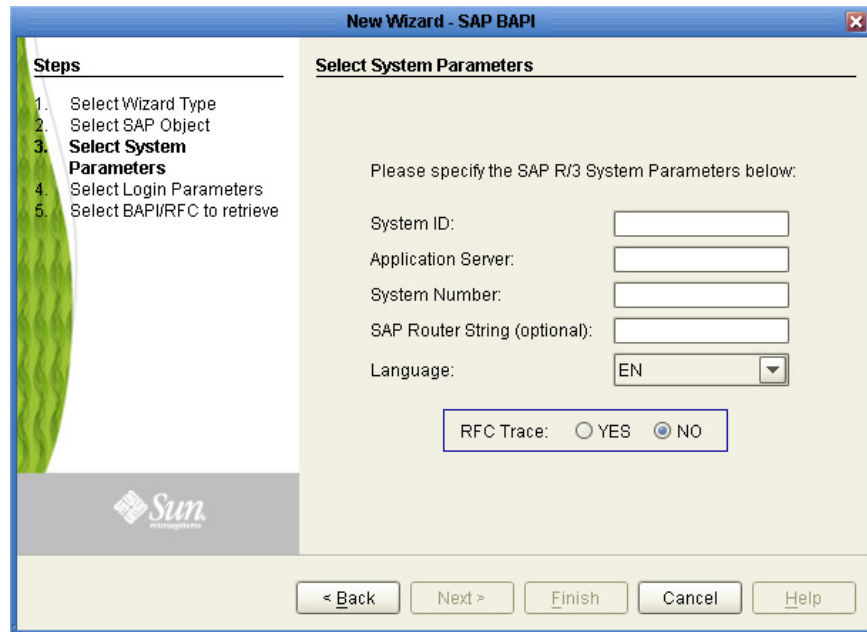 New Wizard - SAP BAPI
Steps
1. Select Wizard Type
2. Select SAP Object
3. Select System
Parameters
4. Select Login Parameters
5. Select BAPI/RFC to retrieve
Sun
microsystems
Select System Parameters
Please specify the SAP R/3 System Parameters below:
System ID:
Application Server:
System Number:
SAP Router String (optional):
Language: EN
RFC Trace: YES NO
< Back Next > Finish Cancel Help